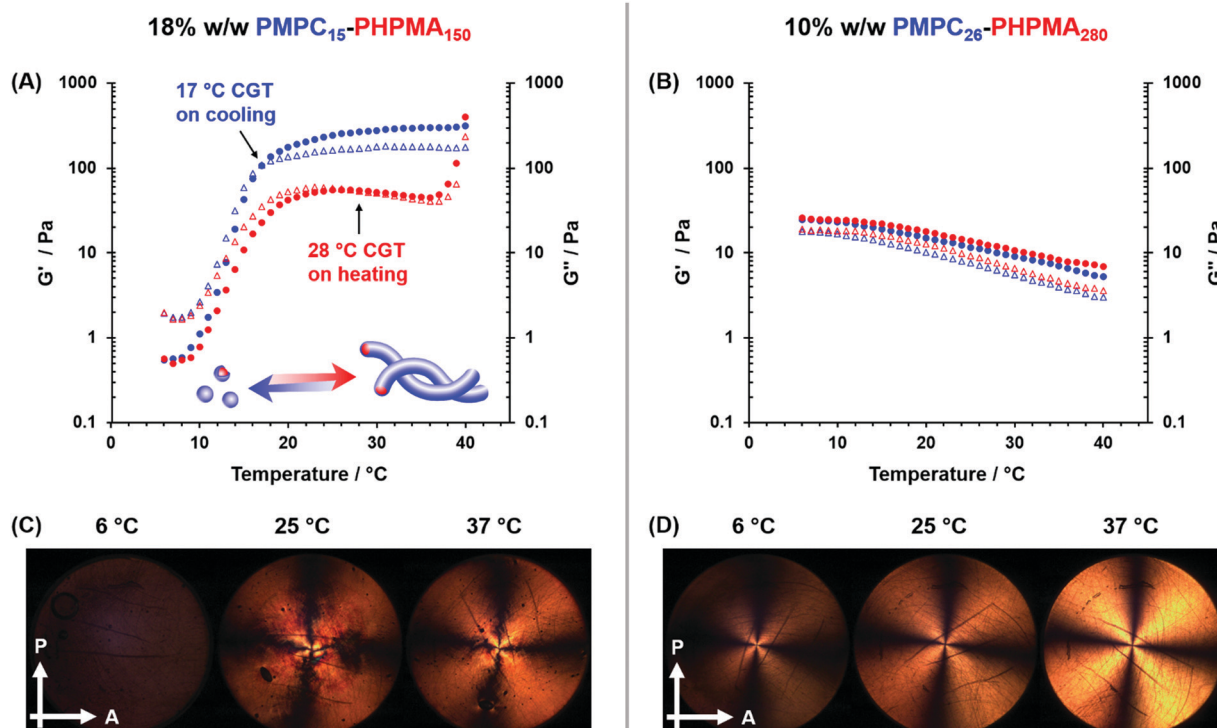 18% w/w PMPC₁₅-PHPMA₁₅₀
10% w/w PMPC₂₆-PHPMA₂₈₀
(A)
1000
100
10
1
0.1
G' / Pa
1000
100
10
1
0.1
G'' / Pa
17 °C CGT
on cooling
28 °C CGT
on heating
0 10 20 30 40
Temperature / °C
(B)
1000
100
10
1
0.1
G' / Pa
1000
100
10
1
0.1
G'' / Pa
0 10 20 30 40
Temperature / °C
(C) 6 °C 25 °C 37 °C
P
A
(D) 6 °C 25 °C 37 °C
P
A